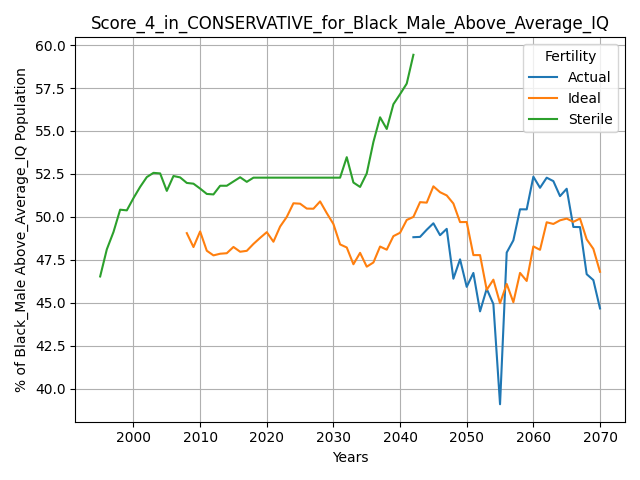 Score_4_in_CONSERVATIVE_for_Black_Male_Above_Average_IQ
% of Black_Male Above_Average_IQ Population
60.0
57.5
55.0
52.5
50.0
47.5
45.0
42.5
40.0
Fertility
Actual
Ideal
Sterile
2000 2010 2020 2030 2040 2050 2060 2070
Years